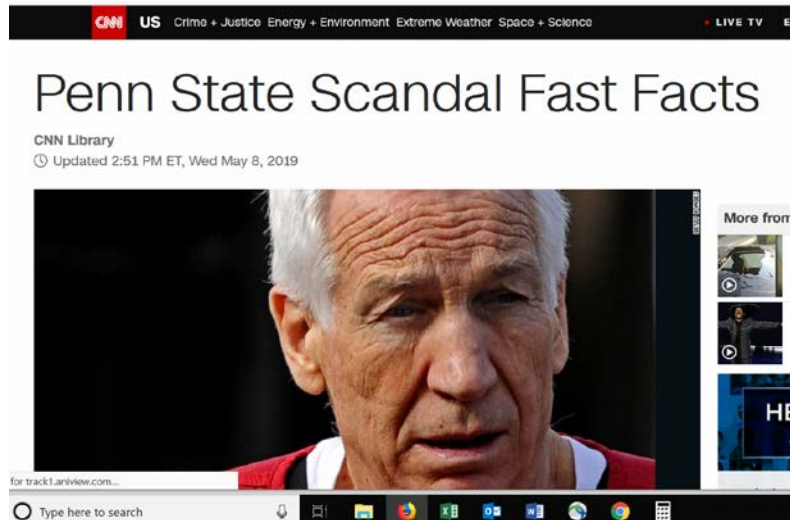 CNN US Crime + Justice Energy + Environment Extreme Weather Space + Science LIVE TV E
Penn State Scandal Fast Facts
CNN Library
Updated 2:51 PM ET, Wed May 8, 2019
More from
HE
for track1.aniview.com...
Type here to search